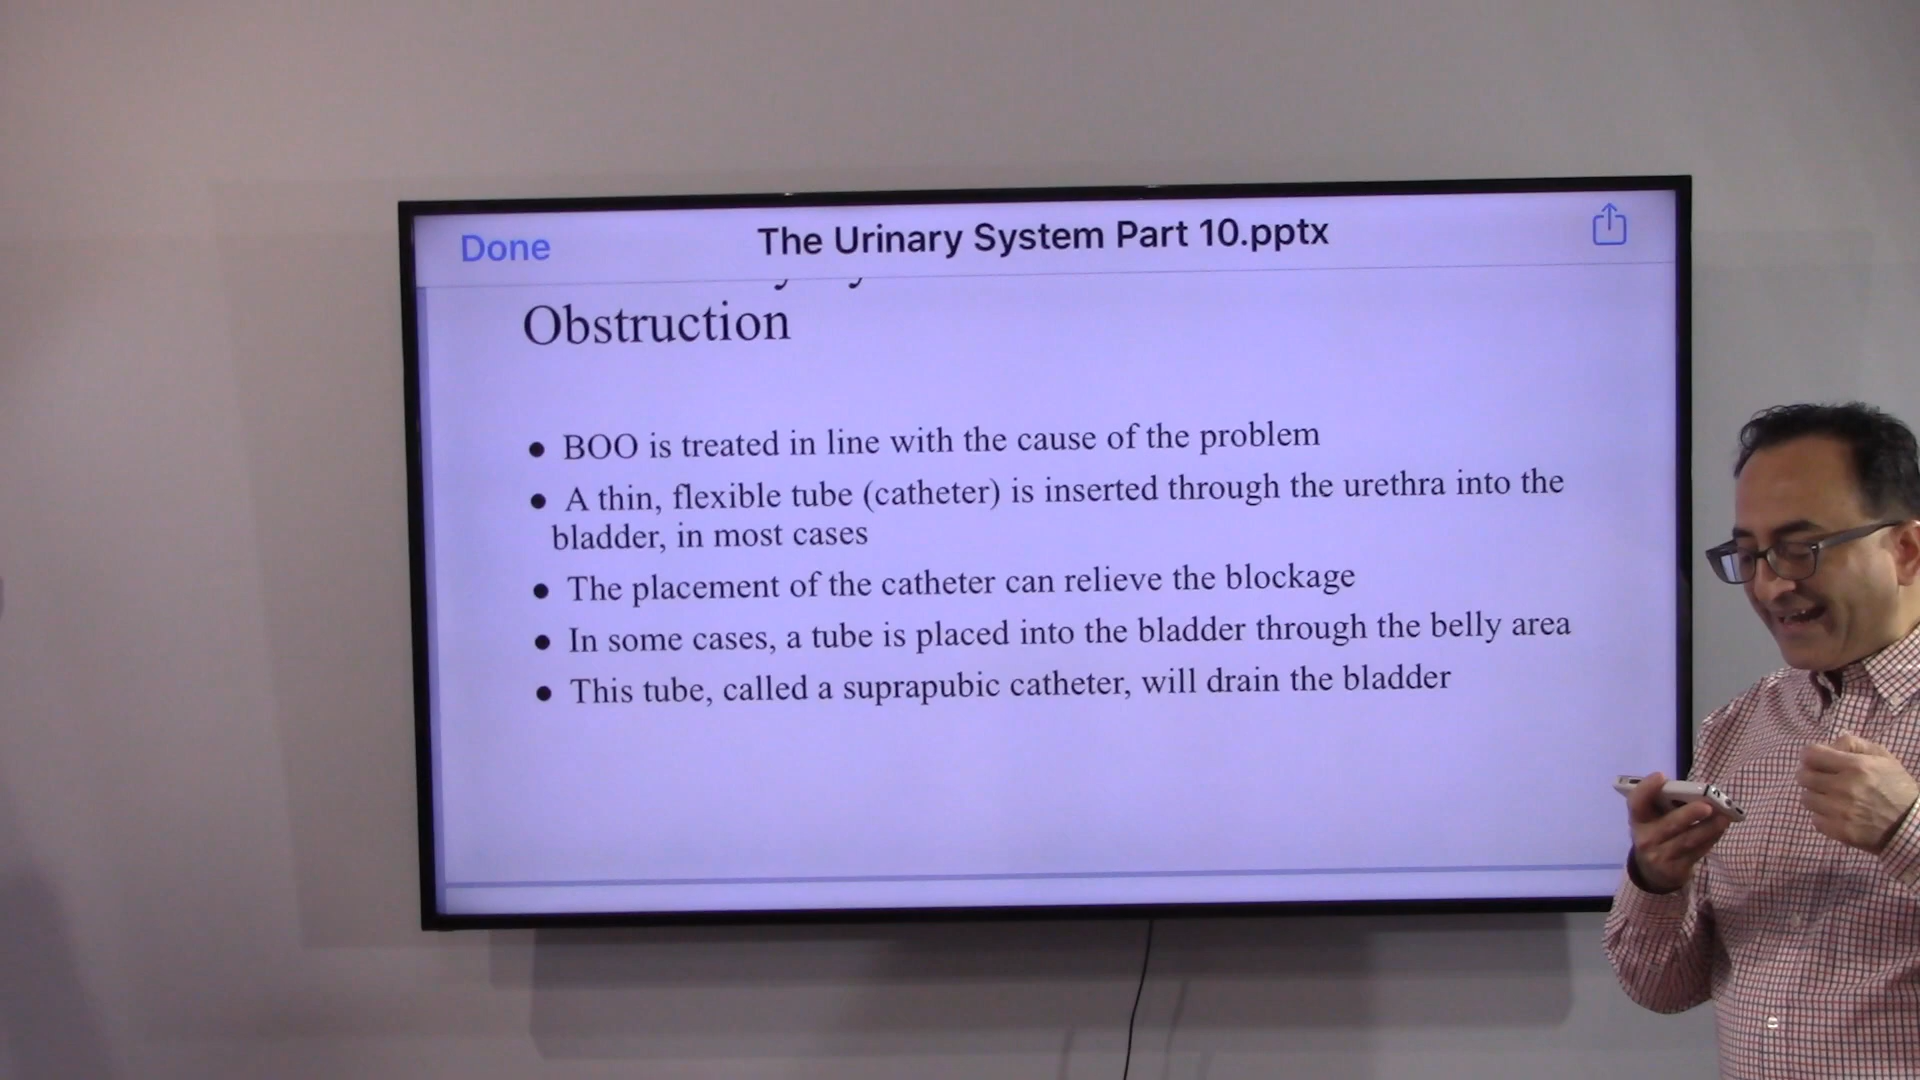 Done
The Urinary System Part 10.pptx
Obstruction
● BOO is treated in line with the cause of the problem
● A thin, flexible tube (catheter) is inserted through the urethra into the
bladder, in most cases
● The placement of the catheter can relieve the blockage
● In some cases, a tube is placed into the bladder through the belly area
● This tube, called a suprapubic catheter, will drain the bladder